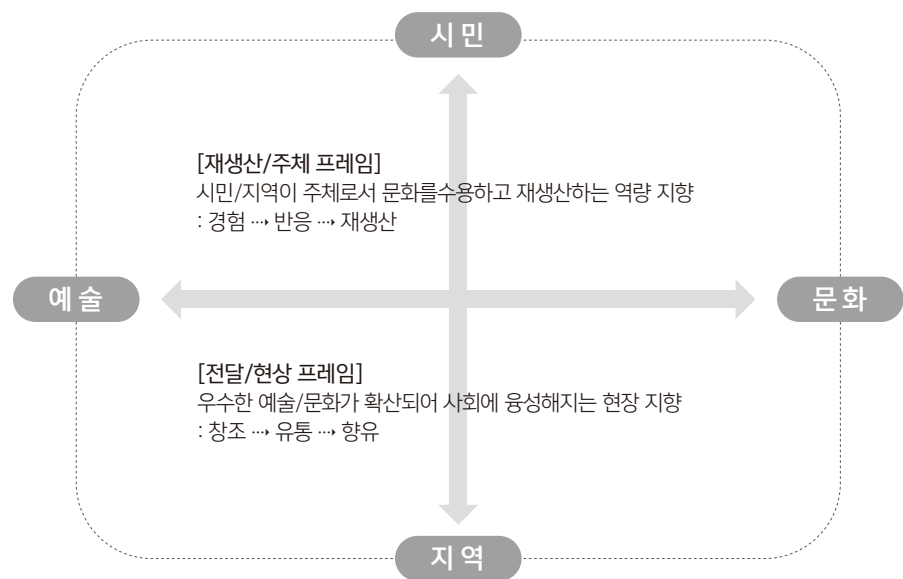 시민
[재생산/주체 프레임]
시민/지역이 주체로서 문화를수용하고 재생산하는 역량 지향
: 경험 ⋯→ 반응 ⋯→ 재생산
예술
문화
[전달/현상 프레임]
우수한 예술/문화가 확산되어 사회에 융성해지는 현장 지향
: 창조 ⋯→ 유통 ⋯→ 향유
지역